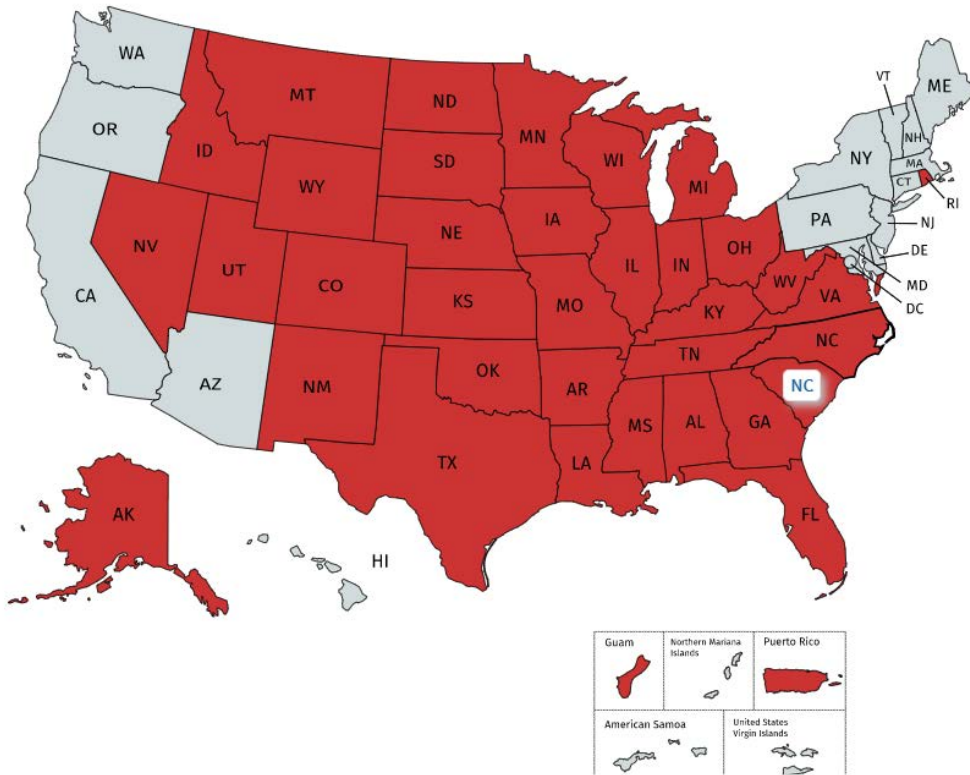 WA
MT
ND
MN
VT
ME
OR
ID
SD
WI
NY
NH
MA
WY
MI
CT
RI
IA
PA
NJ
NV
NE
OH
DE
UT
CO
IL
IN
MD
CA
KS
MO
WV
VA
DC
KY
AZ
NM
OK
AR
TN
NC
NC
MS
AL
GA
TX
LA
AK
FL
HI
Guam
Northern Mariana
Islands
Puerto Rico
American Samoa
United States
Virgin Islands